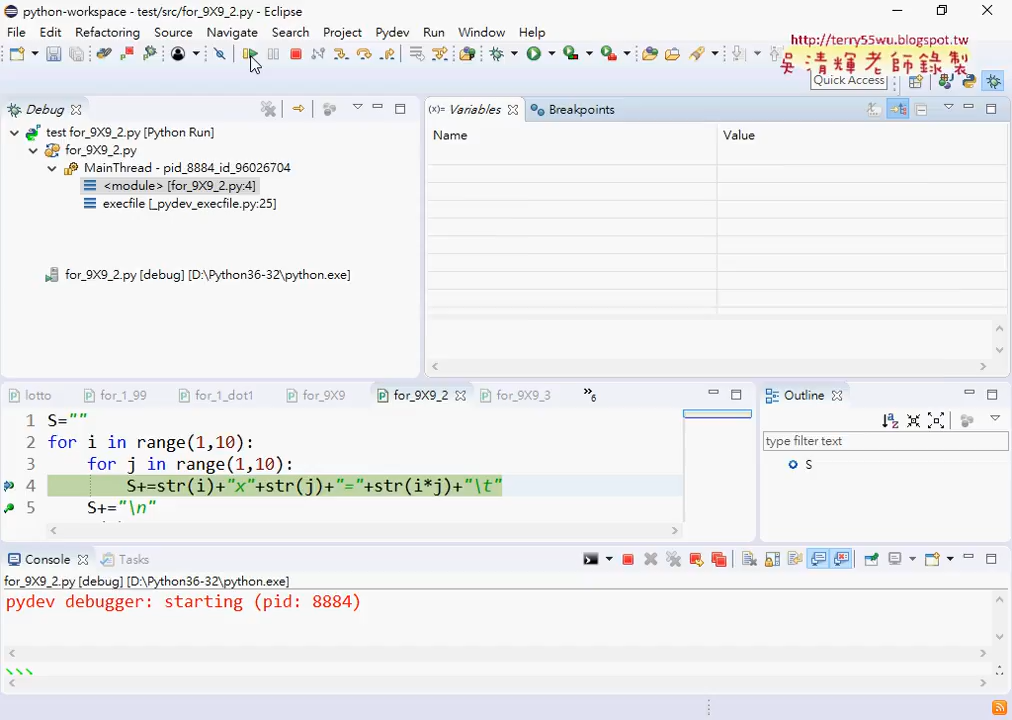 python-workspace - test/src/for_9X9_2.py - Eclipse
File Edit Refactoring Source Navigate Search Project Pydev Run Window Help
http://terry55wu.blogspot.tw
吳清輝老師錄製
Quick Access
Debug
(x)= Variables
Breakpoints
test for_9X9_2.py [Python Run]
for_9X9_2.py
MainThread - pid_8884_id_96026704
<module> [for_9X9_2.py:4]
execfile [_pydev_execfile.py:25]
for_9X9_2.py [debug] [D:\Python36-32\python.exe]
Name Value
lotto for_1_99 for_1_dot1 for_9X9 for_9X9_2 for_9X9_3 »6
1 S=""
2 for i in range(1,10):
3 for j in range(1,10):
4 S+=str(i)+"x"+str(j)+"="+str(i*j)+"\t"
5 S+="\n"
Outline
type filter text
S
Console Tasks
for_9X9_2.py [debug] [D:\Python36-32\python.exe]
pydev debugger: starting (pid: 8884)